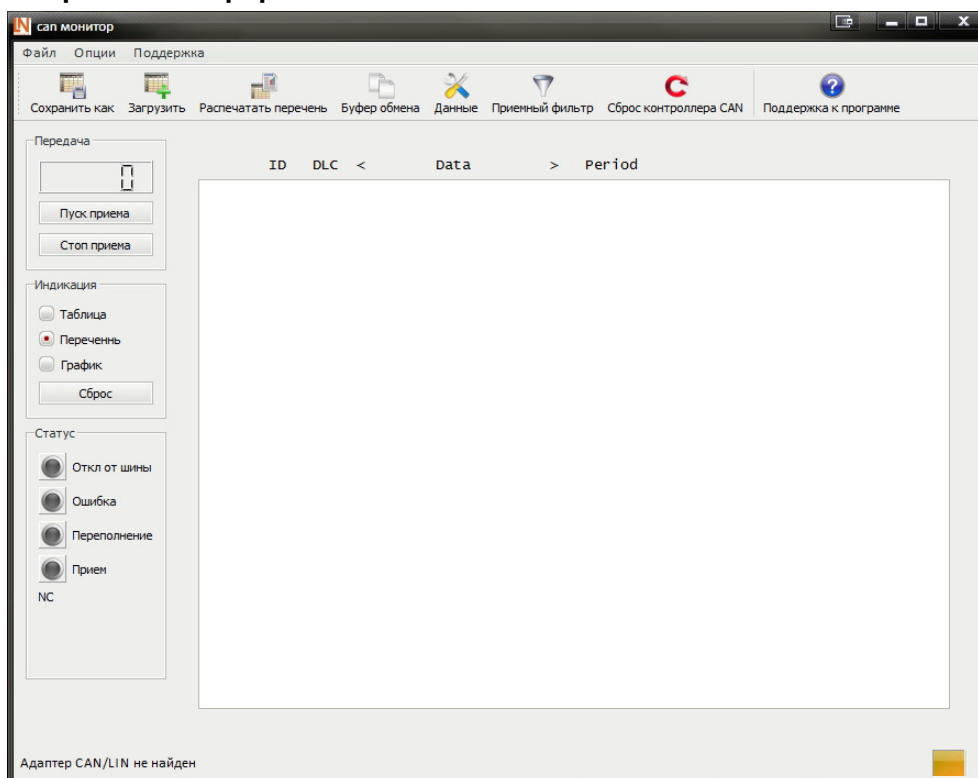 can монитор
Файл Опции Поддержка
Сохранить как Загрузить Распечатать перечень Буфер обмена Данные Приемный фильтр Сброс контроллера CAN Поддержка к программе
Передача
0
Пуск приема
Стоп приема
ID DLC < Data > Period
Индикация
Таблица
Переченнь
График
Сброс
Статус
Откл от шины
Ошибка
Переполнение
Прием
NC
Адаптер CAN/LIN не найден